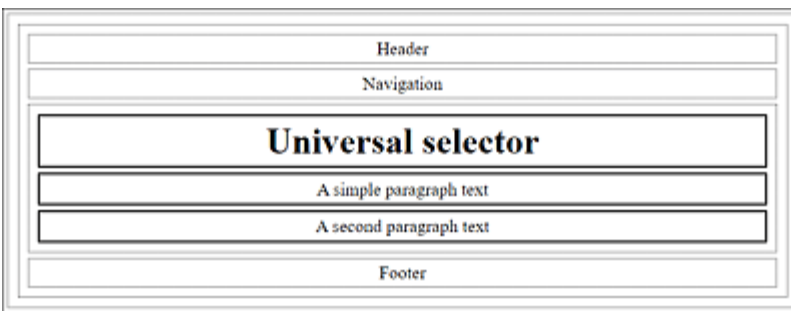 Header
Navigation
Universal selector
A simple paragraph text
A second paragraph text
Footer